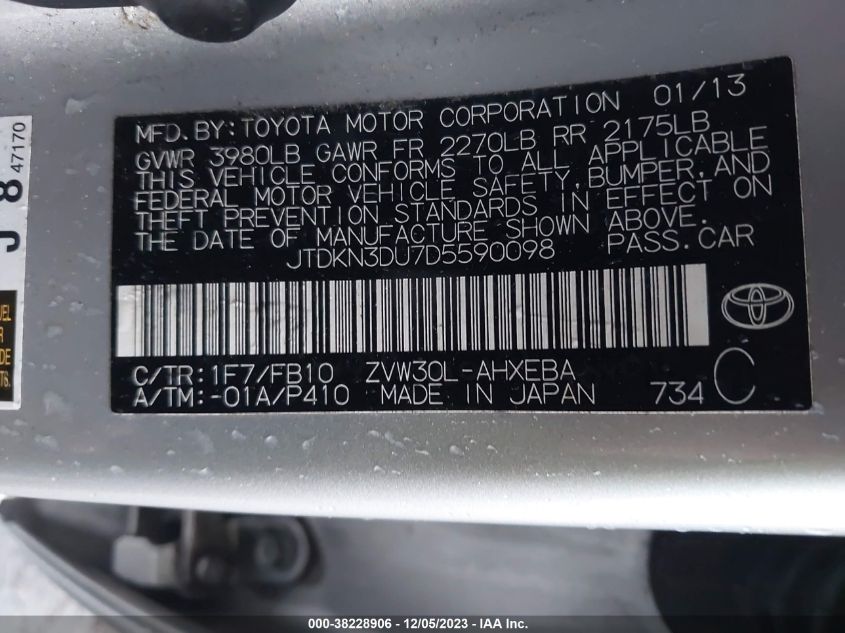 MFD. BY: TOYOTA MOTOR CORPORATION 01/13
GVWR 3980LB GAWR FR 2270LB RR 2175LB
THIS VEHICLE CONFORMS TO ALL APPLICABLE
FEDERAL MOTOR VEHICLE SAFETY, BUMPER, AND
THEFT PREVENTION STANDARDS IN EFFECT ON
THE DATE OF MANUFACTURE SHOWN ABOVE.
JTDKN3DU7D5590098 PASS. CAR
C/TR: 1F7/FB10 ZVW30L-AHXEBA
A/TM: -01A/P410 MADE IN JAPAN 734 C
J 8 47170
000-38228906 - 12/05/2023 - IAA Inc.